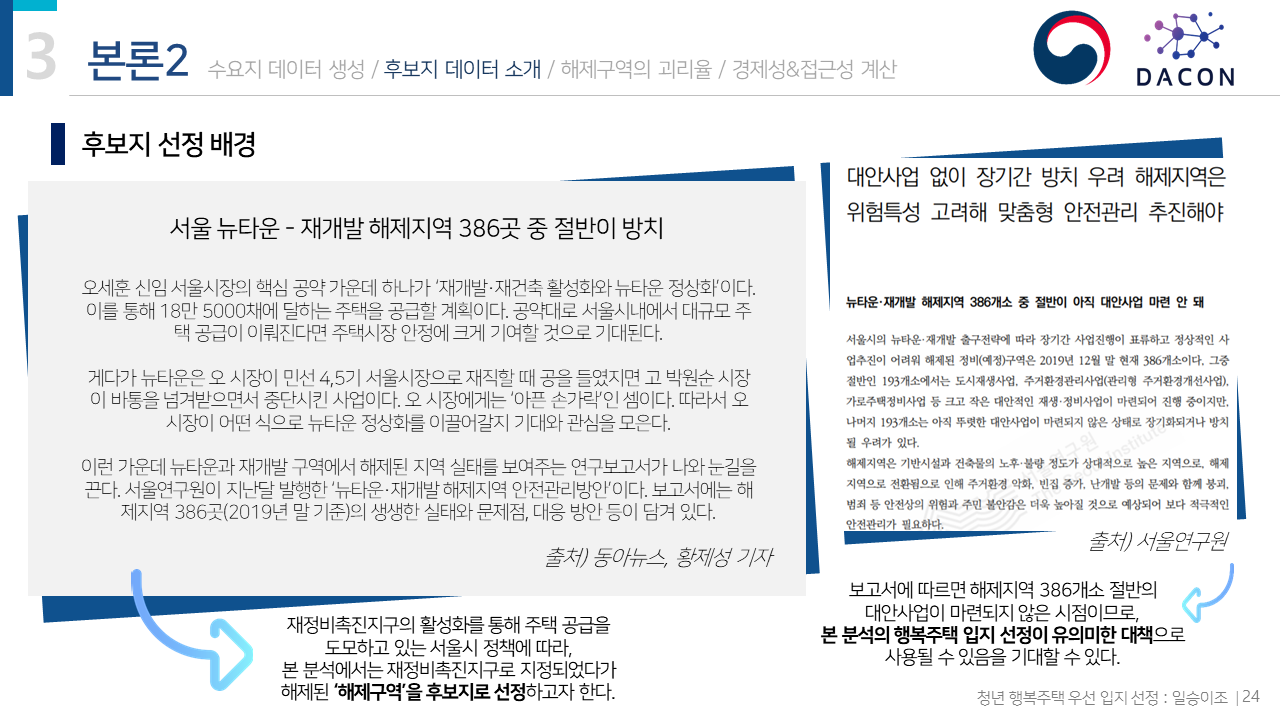 3
본론2
수요지 데이터 생성 / 후보지 데이터 소개 / 해제구역의 괴리율 / 경제성&접근성 계산
DACON
후보지 선정 배경
서울 뉴타운 - 재개발 해제지역 386곳 중 절반이 방치
오세훈 신임 서울시장의 핵심 공약 가운데 하나가 '재개발·재건축 활성화와 뉴타운 정상화'이다.
이를 통해 18만 5000채에 달하는 주택을 공급할 계획이다. 공약대로 서울시내에서 대규모 주
택 공급이 이뤄진다면 주택시장 안정에 크게 기여할 것으로 기대된다.
게다가 뉴타운은 오 시장이 민선 4,5기 서울시장으로 재직할 때 공을 들였지만 고 박원순 시장
이 바통을 넘겨받으면서 중단시킨 사업이다. 오 시장에게는 '아픈 손가락'인 셈이다. 따라서 오
시장이 어떤 식으로 뉴타운 정상화를 이끌어갈지 기대와 관심을 모은다.
이런 가운데 뉴타운과 재개발 구역에서 해제된 지역 실태를 보여주는 연구보고서가 나와 눈길을
끈다. 서울연구원이 지난달 발행한 '뉴타운·재개발 해제지역 안전관리방안'이다. 보고서에는 해
제지역 386곳(2019년 말 기준)의 생생한 실태와 문제점, 대응 방안 등이 담겨 있다.
출처) 동아뉴스, 황제성 기자
재정비촉진지구의 활성화를 통해 주택 공급을
도모하고 있는 서울시 정책에 따라,
본 분석에서는 재정비촉진지구로 지정되었다가
해제된 '해제구역'을 후보지로 선정하고자 한다.
대안사업 없이 장기간 방치 우려 해제지역은
위험특성 고려해 맞춤형 안전관리 추진해야
뉴타운·재개발 해제지역 386개소 중 절반이 아직 대안사업 마련 안 돼
서울시의 뉴타운·재개발 출구전략에 따라 장기간 사업진행이 표류하고 정상적인 사
업추진이 어려워 해제된 정비(예정)구역은 2019년 12월 말 현재 386개소이다. 그중
절반인 193개소에서는 도시재생사업, 주거환경관리사업(관리형 주거환경개선사업),
가로주택정비사업 등 크고 작은 대안적인 재생·정비사업이 마련되어 진행 중이지만,
나머지 193개소는 아직 뚜렷한 대안사업이 마련되지 않은 상태로 장기화되거나 방치
될 우려가 있다.
해제지역은 기반시설과 건축물의 노후·불량 정도가 상대적으로 높은 지역으로, 해제
지역으로 전환됨으로 인해 주거환경 악화, 빈집 증가, 난개발 등의 문제와 함께 붕괴,
범죄 등 안전상의 위험과 주민 불안감은 더욱 높아질 것으로 예상되어 보다 적극적인
안전관리가 필요하다.
출처) 서울연구원
보고서에 따르면 해제지역 386개소 절반의
대안사업이 마련되지 않은 시점이므로,
본 분석의 행복주택 입지 선정이 유의미한 대책으로
사용될 수 있음을 기대할 수 있다.
청년 행복주택 우선 입지 선정 : 일승이조 | 24